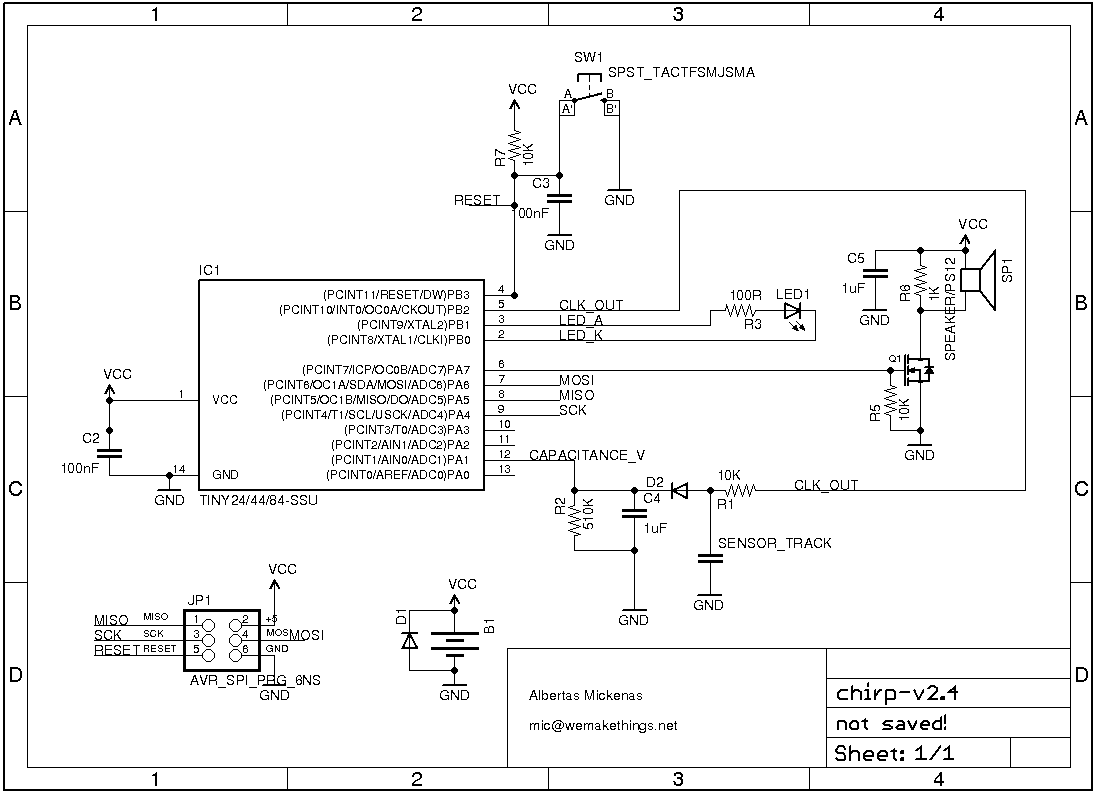 1 2 3 4
A A
B B
C C
D D
SW1
SPST_TACTFSMJSMA
VCC
A B
A' B'
R7
10K
C3
RESET
00nF
GND
GND
VCC
C5
1uF
R6
1K
SPEAKER/PS12
SP1
GND
IC1
(PCINT11/RESET/DW)PB3 4
(PCINT10/INT0/OC0A/CKOUT)PB2 5 CLK_OUT
(PCINT9/XTAL2)PB1 3 LED_A
(PCINT8/XTAL1/CLKI)PB0 2 LED_K
100R
R3
LED1
(PCINT7/ICP/OC0B/ADC7)PA7 6
(PCINT6/OC1A/SDA/MOSI/ADC6)PA6 7 MOSI
(PCINT5/OC1B/MISO/DO/ADC5)PA5 8 MISO
(PCINT4/T1/SCL/USCK/ADC4)PA4 9 SCK
(PCINT3/T0/ADC3)PA3 10
(PCINT2/AIN1/ADC2)PA2 11
(PCINT1/AIN0/ADC1)PA1 12 CAPACITANCE_V
(PCINT0/AREF/ADC0)PA0 13
Q1
R5
10K
GND
VCC
1 VCC
C2
100nF
14 GND
GND
TINY24/44/84-SSU
R2
510K
C4
1uF
D2
10K
R1
CLK_OUT
SENSOR_TRACK
GND
GND
VCC
JP1
MISO MISO 1 2 +5
SCK SCK 3 4 MOS MOSI
RESET RESET 5 6 GND
AVR_SPI_PRG_6NS
GND
VCC
D1
B1
GND
Albertas Mickenas
mic@wemakethings.net
chirp-v2.4
not saved!
Sheet: 1/1
1 2 3 4